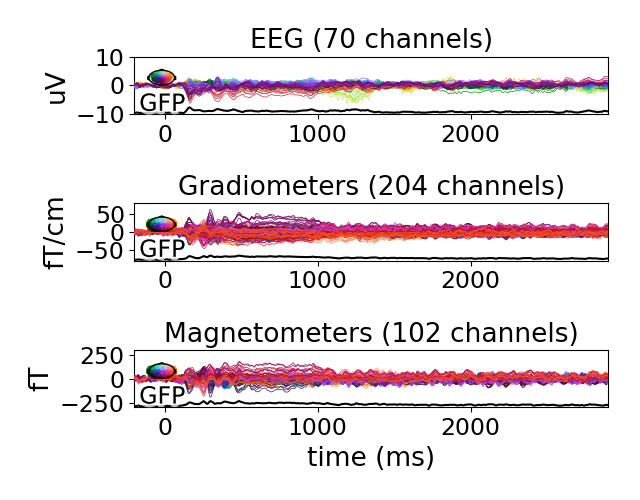 EEG (70 channels)
10
0
−10
uV
GFP
0
1000
2000
Gradiometers (204 channels)
50
0
−50
fT/cm
GFP
0
1000
2000
Magnetometers (102 channels)
250
0
−250
fT
GFP
0
1000
2000
time (ms)